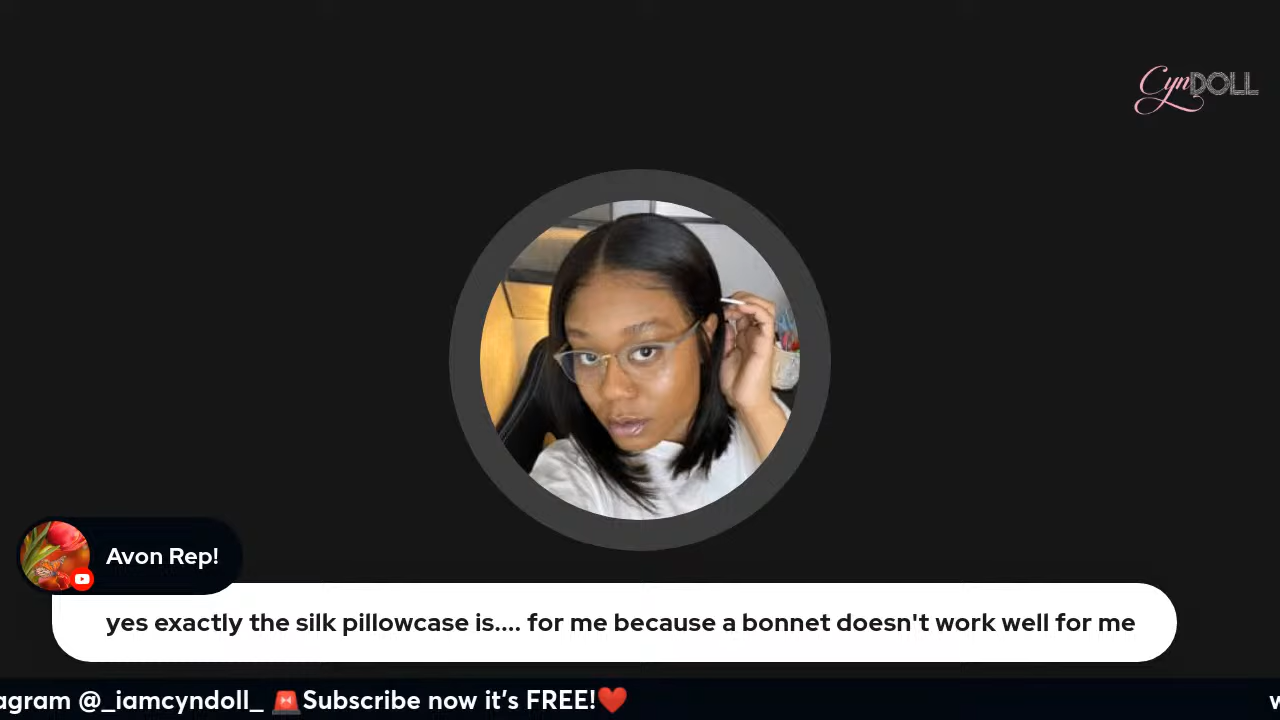 CynDOLL
Avon Rep!
yes exactly the silk pillowcase is.... for me because a bonnet doesn't work well for me
agram @_iamcyndoll_ 🚨Subscribe now it's FREE!❤️